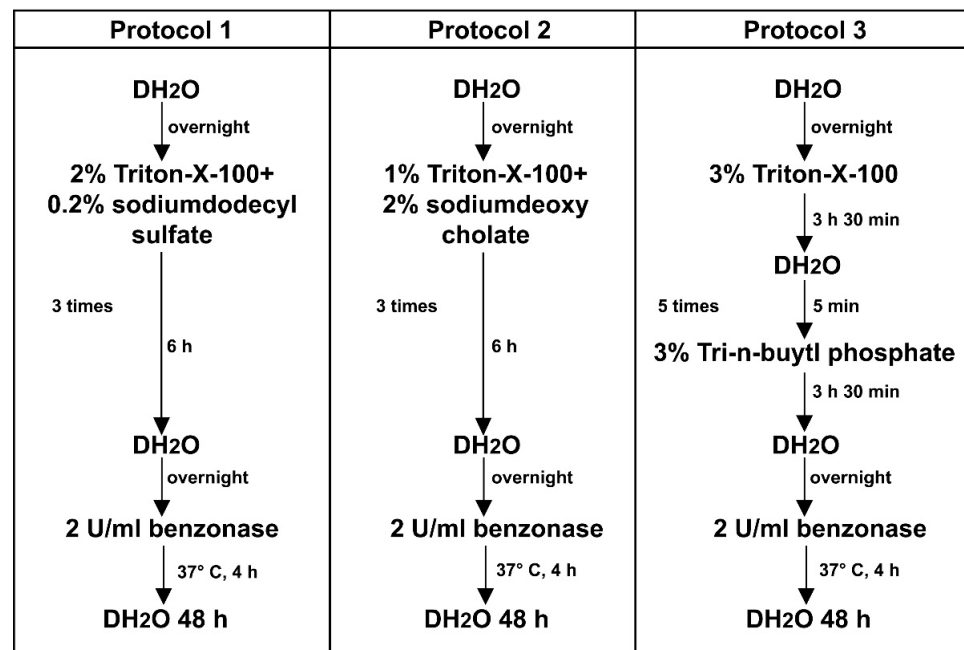 Protocol 1
DH2O
overnight
2% Triton-X-100+
0.2% sodiumdodecyl
sulfate
3 times
6 h
DH2O
overnight
2 U/ml benzonase
37° C, 4 h
DH2O 48 h
Protocol 2
DH2O
overnight
1% Triton-X-100+
2% sodiumdeoxy
cholate
3 times
6 h
DH2O
overnight
2 U/ml benzonase
37° C, 4 h
DH2O 48 h
Protocol 3
DH2O
overnight
3% Triton-X-100
3 h 30 min
DH2O
5 times
5 min
3% Tri-n-buytl phosphate
3 h 30 min
DH2O
overnight
2 U/ml benzonase
37° C, 4 h
DH2O 48 h